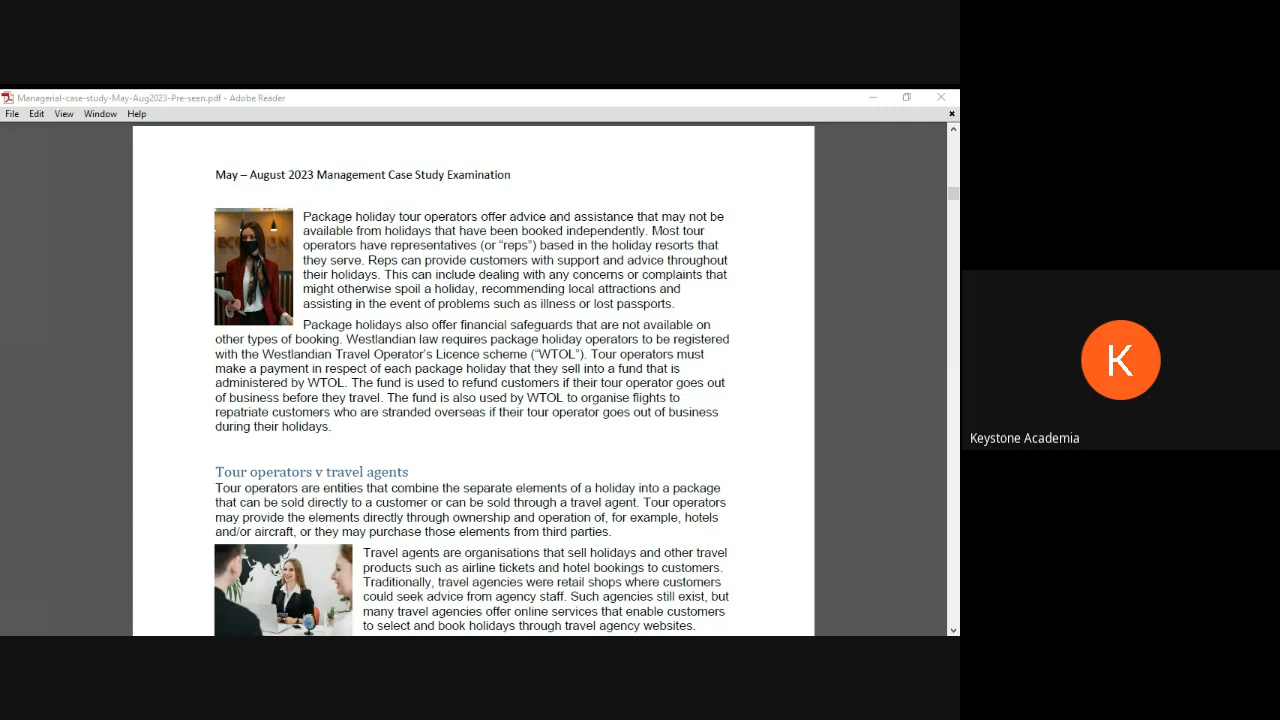 Managerial-case-study-May-Aug2023-Pre-seen.pdf - Adobe Reader
File Edit View Window Help
May – August 2023 Management Case Study Examination
Package holiday tour operators offer advice and assistance that may not be
available from holidays that have been booked independently. Most tour
operators have representatives (or “reps”) based in the holiday resorts that
they serve. Reps can provide customers with support and advice throughout
their holidays. This can include dealing with any concerns or complaints that
might otherwise spoil a holiday, recommending local attractions and
assisting in the event of problems such as illness or lost passports.
Package holidays also offer financial safeguards that are not available on
other types of booking. Westlandian law requires package holiday operators to be registered
with the Westlandian Travel Operator’s Licence scheme (“WTOL”). Tour operators must
make a payment in respect of each package holiday that they sell into a fund that is
administered by WTOL. The fund is used to refund customers if their tour operator goes out
of business before they travel. The fund is also used by WTOL to organise flights to
repatriate customers who are stranded overseas if their tour operator goes out of business
during their holidays.
Tour operators v travel agents
Tour operators are entities that combine the separate elements of a holiday into a package
that can be sold directly to a customer or can be sold through a travel agent. Tour operators
may provide the elements directly through ownership and operation of, for example, hotels
and/or aircraft, or they may purchase those elements from third parties.
Travel agents are organisations that sell holidays and other travel
products such as airline tickets and hotel bookings to customers.
Traditionally, travel agencies were retail shops where customers
could seek advice from agency staff. Such agencies still exist, but
many travel agencies offer online services that enable customers
to select and book holidays through travel agency websites.
K
Keystone Academia